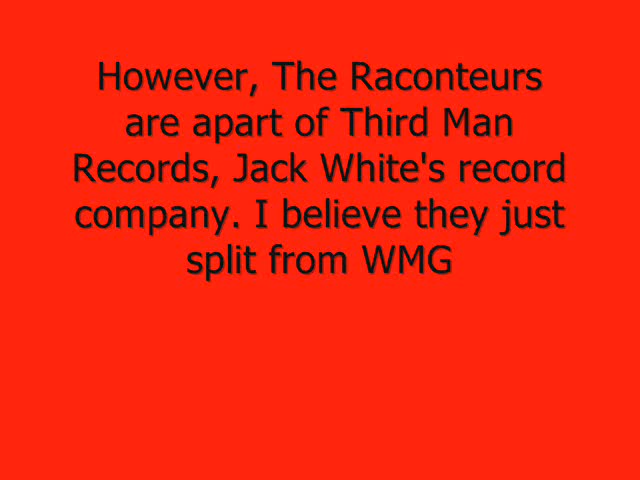 However, The Raconteurs
are apart of Third Man
Records, Jack White's record
company. I believe they just
split from WMG